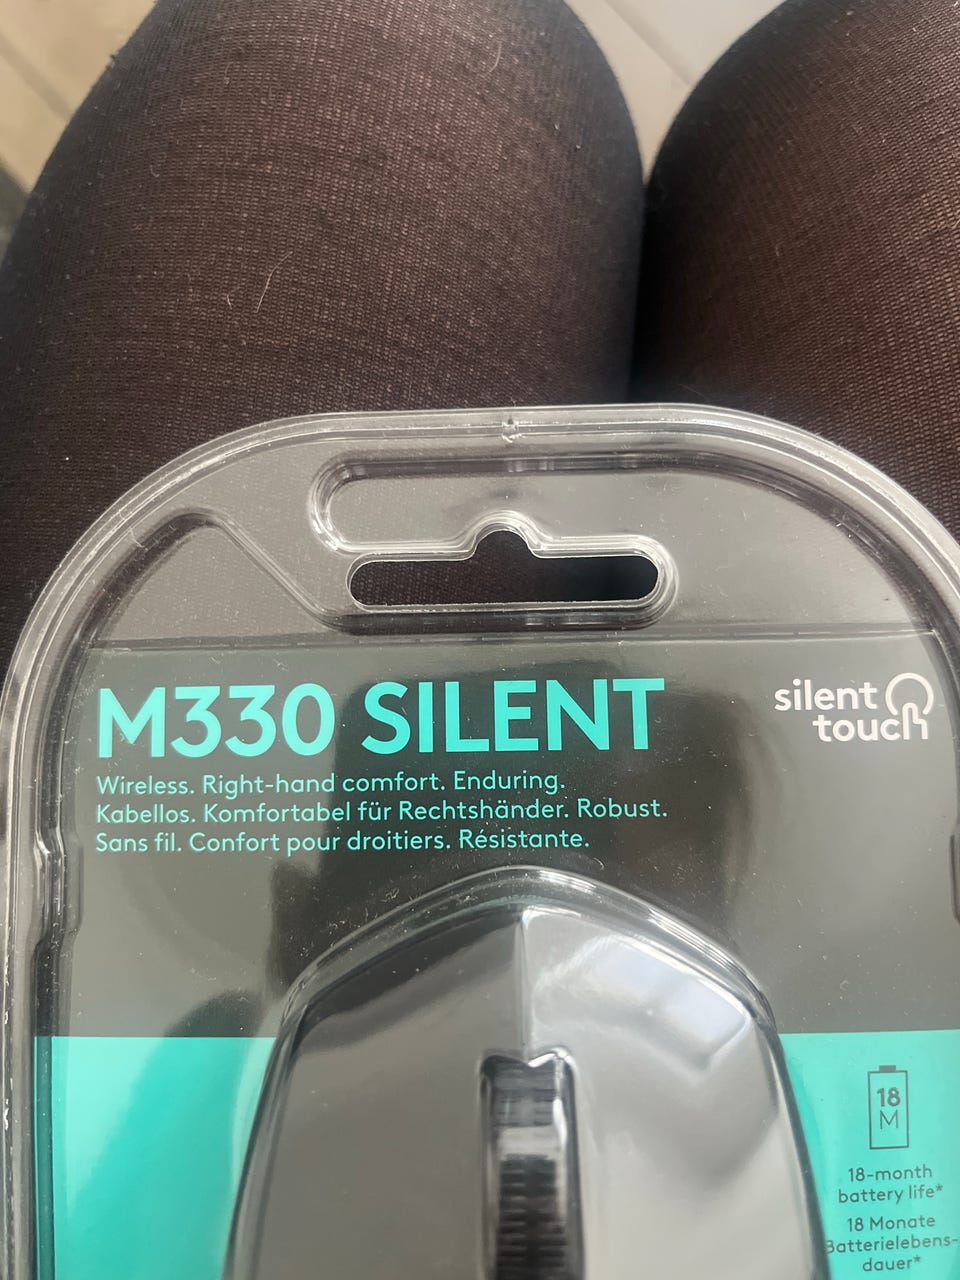 M330 SILENT
Wireless. Right-hand comfort. Enduring.
Kabellos. Komfortabel für Rechtshänder. Robust.
Sans fil. Confort pour droitiers. Résistante.
silent
touch
18
M
18-month
battery life*
18 Monate
Batterielebens-
dauer*